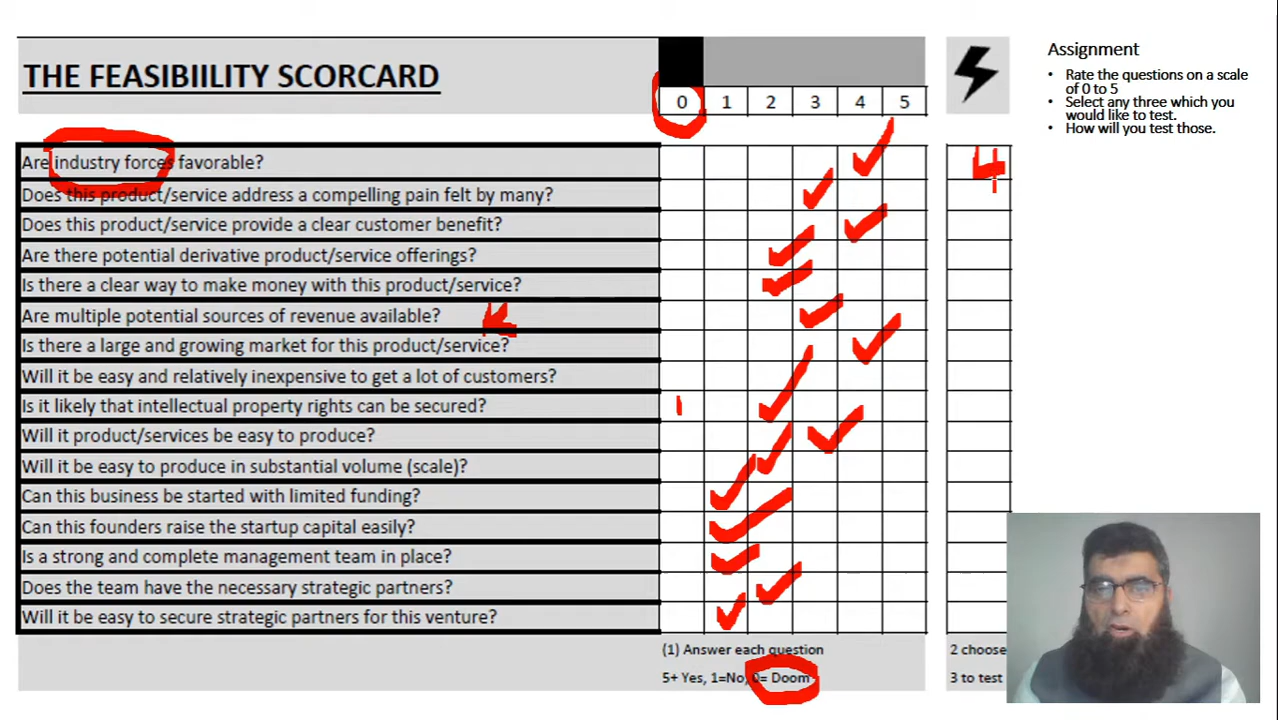 THE FEASIBIILITY SCORCARD
0 1 2 3 4 5
Are industry forces favorable?
4
Does this product/service address a compelling pain felt by many?
Does this product/service provide a clear customer benefit?
Are there potential derivative product/service offerings?
Is there a clear way to make money with this product/service?
Are multiple potential sources of revenue available?
Is there a large and growing market for this product/service?
Will it be easy and relatively inexpensive to get a lot of customers?
Is it likely that intellectual property rights can be secured?
Will it product/services be easy to produce?
Will it be easy to produce in substantial volume (scale)?
Can this business be started with limited funding?
Can this founders raise the startup capital easily?
Is a strong and complete management team in place?
Does the team have the necessary strategic partners?
Will it be easy to secure strategic partners for this venture?
(1) Answer each question
5+ Yes, 1=No, 0= Doom
2 choose
3 to test
Assignment
• Rate the questions on a scale
of 0 to 5
• Select any three which you
would like to test.
• How will you test those.